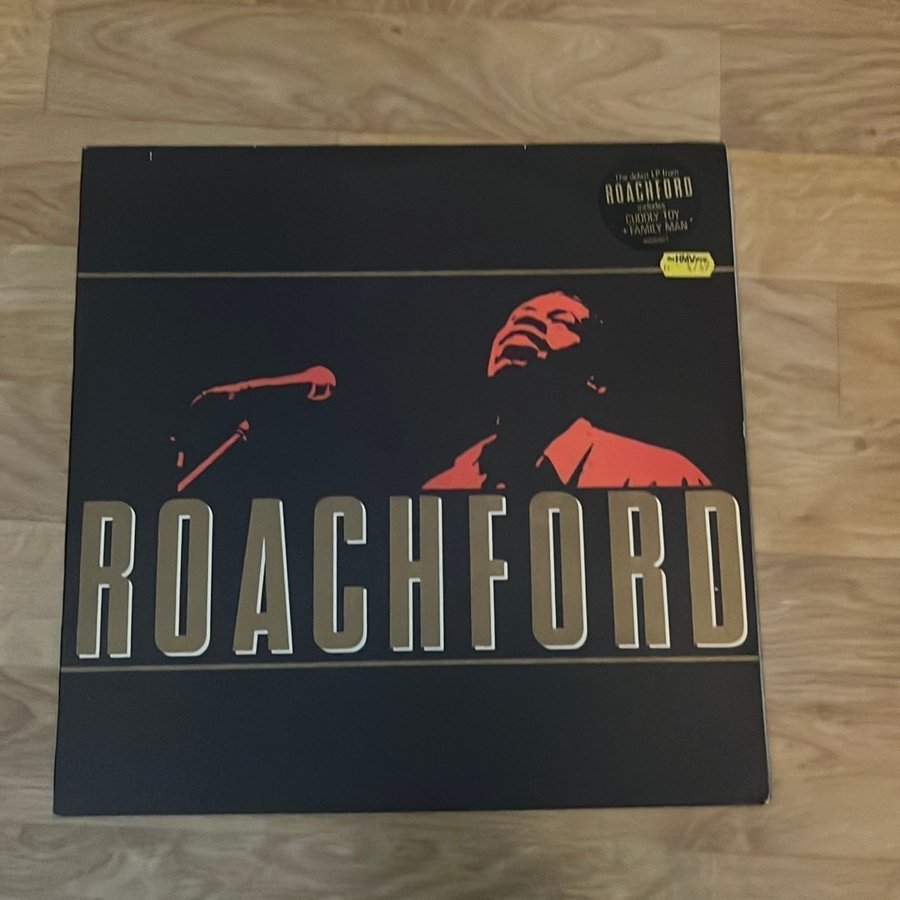 The debut LP from
ROACHFORD
includes
CUDDLY TOY
+ FAMILY MAN
HMV
ROACHFORD